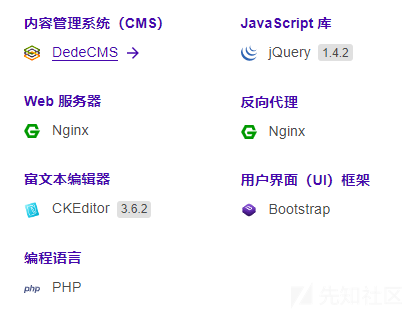 内容管理系统（CMS）
DedeCMS
JavaScript 库
jQuery 1.4.2
Web 服务器
Nginx
反向代理
Nginx
富文本编辑器
CKEditor 3.6.2
用户界面（UI）框架
Bootstrap
编程语言
php PHP
先知社区